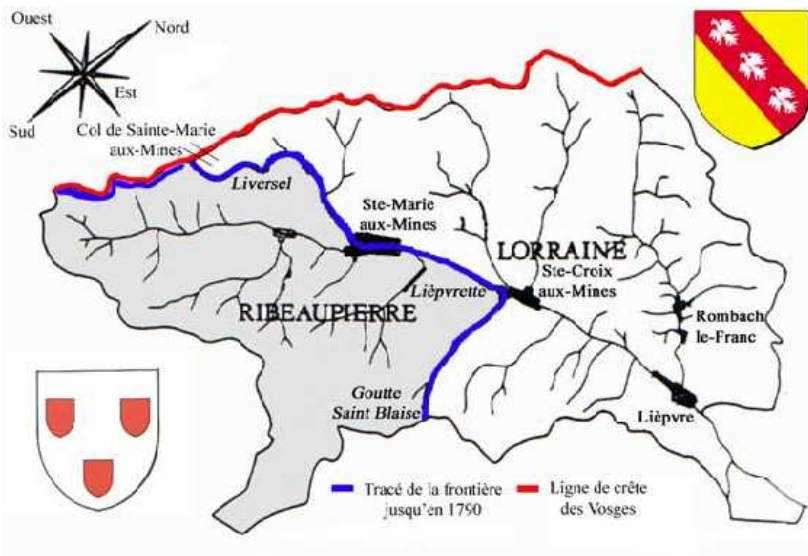 Ouest
Nord
Est
Sud
Col de Sainte-Marie
aux-Mines
Liversel
Ste-Marie
aux-Mines
LORRAINE
Ste-Croix
aux-Mines
Lièpvrette
RIBEAUPIERRE
Rombach
le-Franc
Goutte
Saint Blaise
Lièpvre
Tracé de la frontière
jusqu'en 1790
Ligne de crête
des Vosges